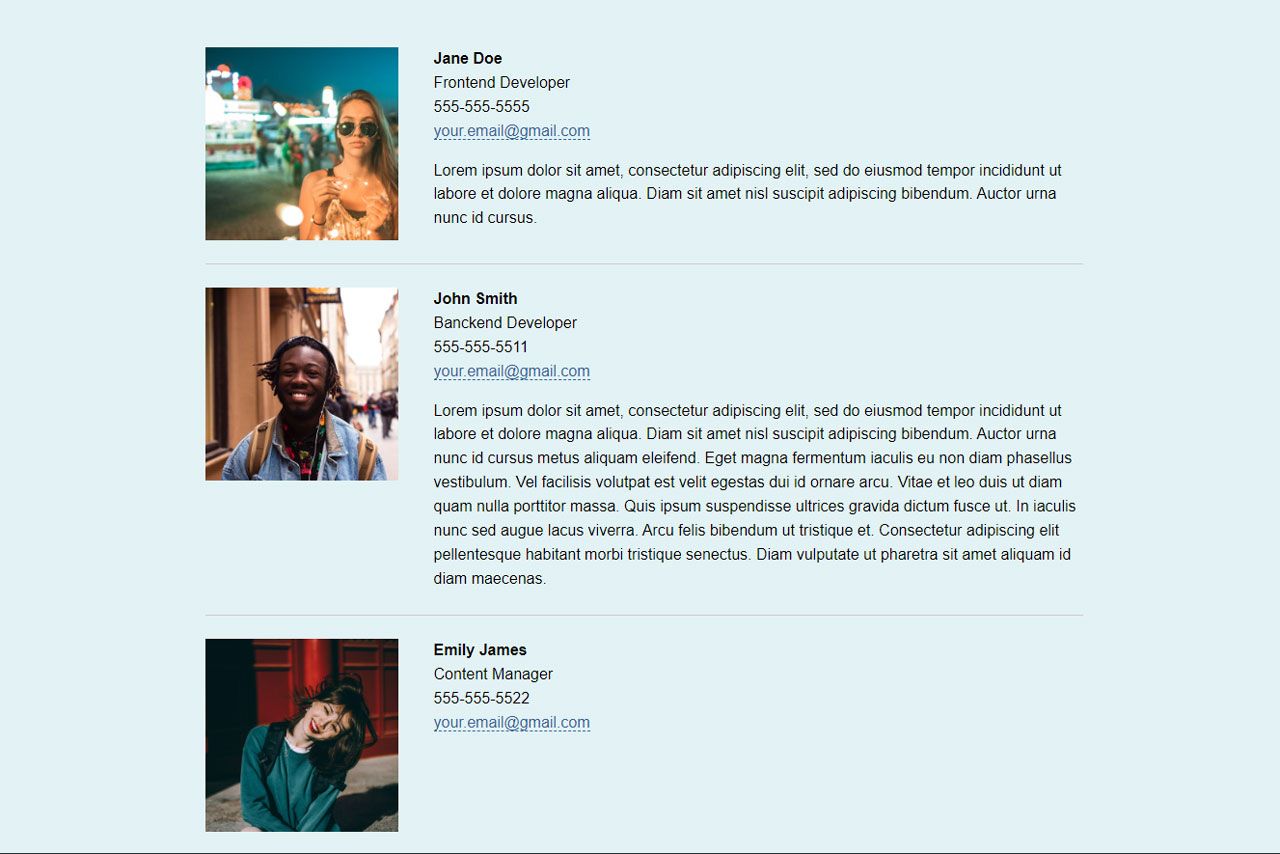 Jane Doe
Frontend Developer
555-555-5555
your.email@gmail.com
Lorem ipsum dolor sit amet, consectetur adipiscing elit, sed do eiusmod tempor incididunt ut
labore et dolore magna aliqua. Diam sit amet nisl suscipit adipiscing bibendum. Auctor urna
nunc id cursus.
John Smith
Banckend Developer
555-555-5511
your.email@gmail.com
Lorem ipsum dolor sit amet, consectetur adipiscing elit, sed do eiusmod tempor incididunt ut
labore et dolore magna aliqua. Diam sit amet nisl suscipit adipiscing bibendum. Auctor urna
nunc id cursus metus aliquam eleifend. Eget magna fermentum iaculis eu non diam phasellus
vestibulum. Vel facilisis volutpat est velit egestas dui id ornare arcu. Vitae et leo duis ut diam
quam nulla porttitor massa. Quis ipsum suspendisse ultrices gravida dictum fusce ut. In iaculis
nunc sed augue lacus viverra. Arcu felis bibendum ut tristique et. Consectetur adipiscing elit
pellentesque habitant morbi tristique senectus. Diam vulputate ut pharetra sit amet aliquam id
diam maecenas.
Emily James
Content Manager
555-555-5522
your.email@gmail.com